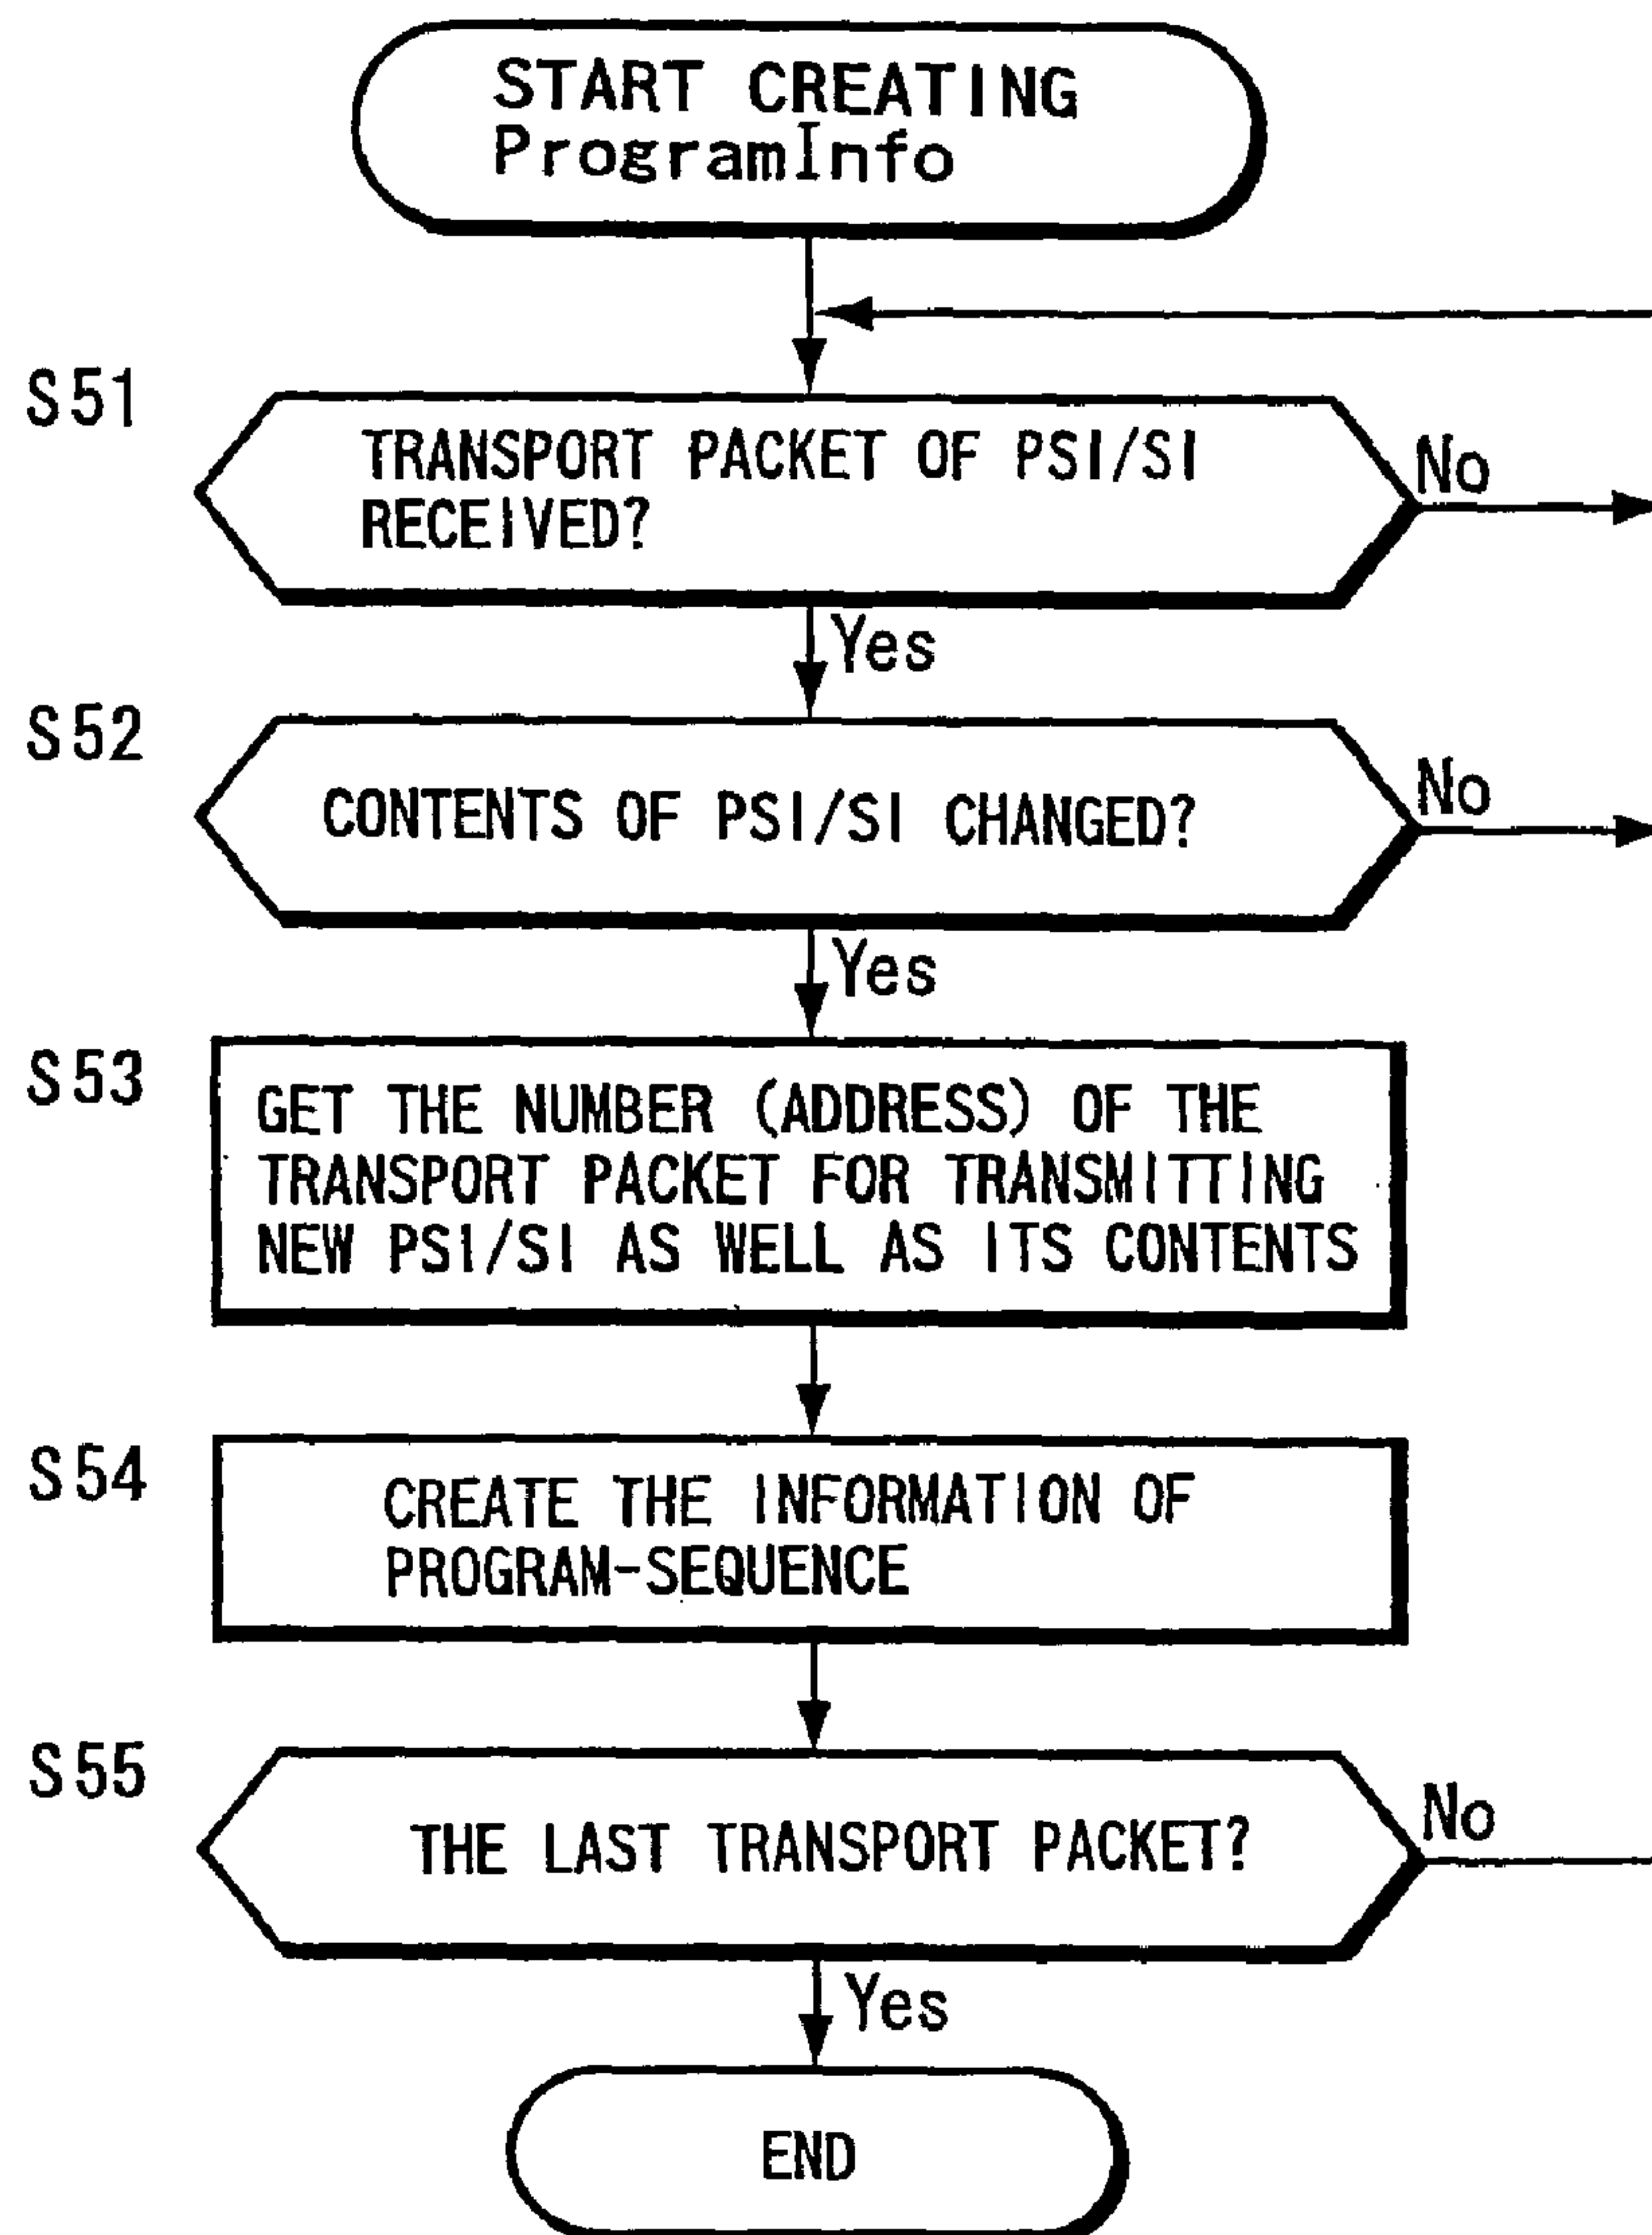 START CREATING
ProgramInfo
S51
TRANSPORT PACKET OF PSI/SI
RECEIVED?
No
Yes
S52
CONTENTS OF PSI/SI CHANGED?
No
Yes
S53
GET THE NUMBER (ADDRESS) OF THE
TRANSPORT PACKET FOR TRANSMITTING
NEW PSI/SI AS WELL AS ITS CONTENTS
S54
CREATE THE INFORMATION OF
PROGRAM-SEQUENCE
S55
THE LAST TRANSPORT PACKET?
No
Yes
END